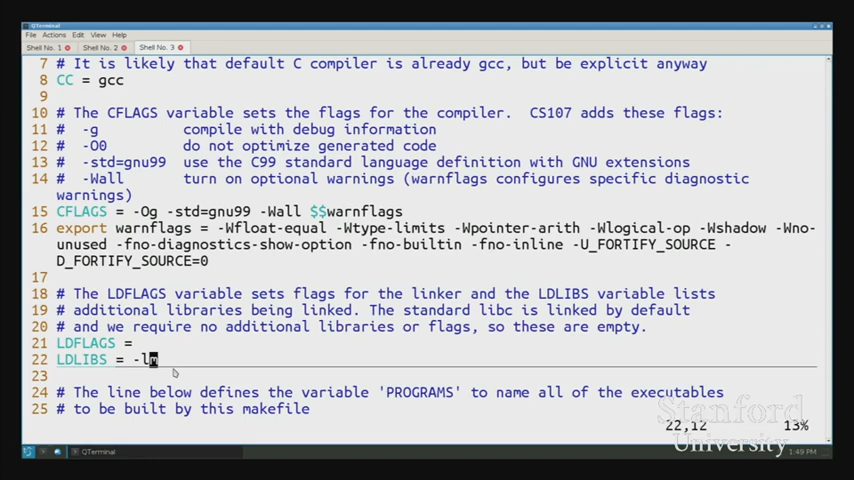 QTerminal
File Actions Edit View Help
Shell No. 1 Shell No. 2 Shell No. 3
7 # It is likely that default C compiler is already gcc, but be explicit anyway
8 CC = gcc
9
10 # The CFLAGS variable sets the flags for the compiler. CS107 adds these flags:
11 # -g compile with debug information
12 # -O0 do not optimize generated code
13 # -std=gnu99 use the C99 standard language definition with GNU extensions
14 # -Wall turn on optional warnings (warnflags configures specific diagnostic
warnings)
15 CFLAGS = -Og -std=gnu99 -Wall $$warnflags
16 export warnflags = -Wfloat-equal -Wtype-limits -Wpointer-arith -Wlogical-op -Wshadow -Wno-
unused -fno-diagnostics-show-option -fno-builtin -fno-inline -U_FORTIFY_SOURCE -
D_FORTIFY_SOURCE=0
17
18 # The LDFLAGS variable sets flags for the linker and the LDLIBS variable lists
19 # additional libraries being linked. The standard libc is linked by default
20 # and we require no additional libraries or flags, so these are empty.
21 LDFLAGS =
22 LDLIBS = -lm
23
24 # The line below defines the variable 'PROGRAMS' to name all of the executables
25 # to be built by this makefile
22,12 13%
Stanford
University
QTerminal
1:49 PM